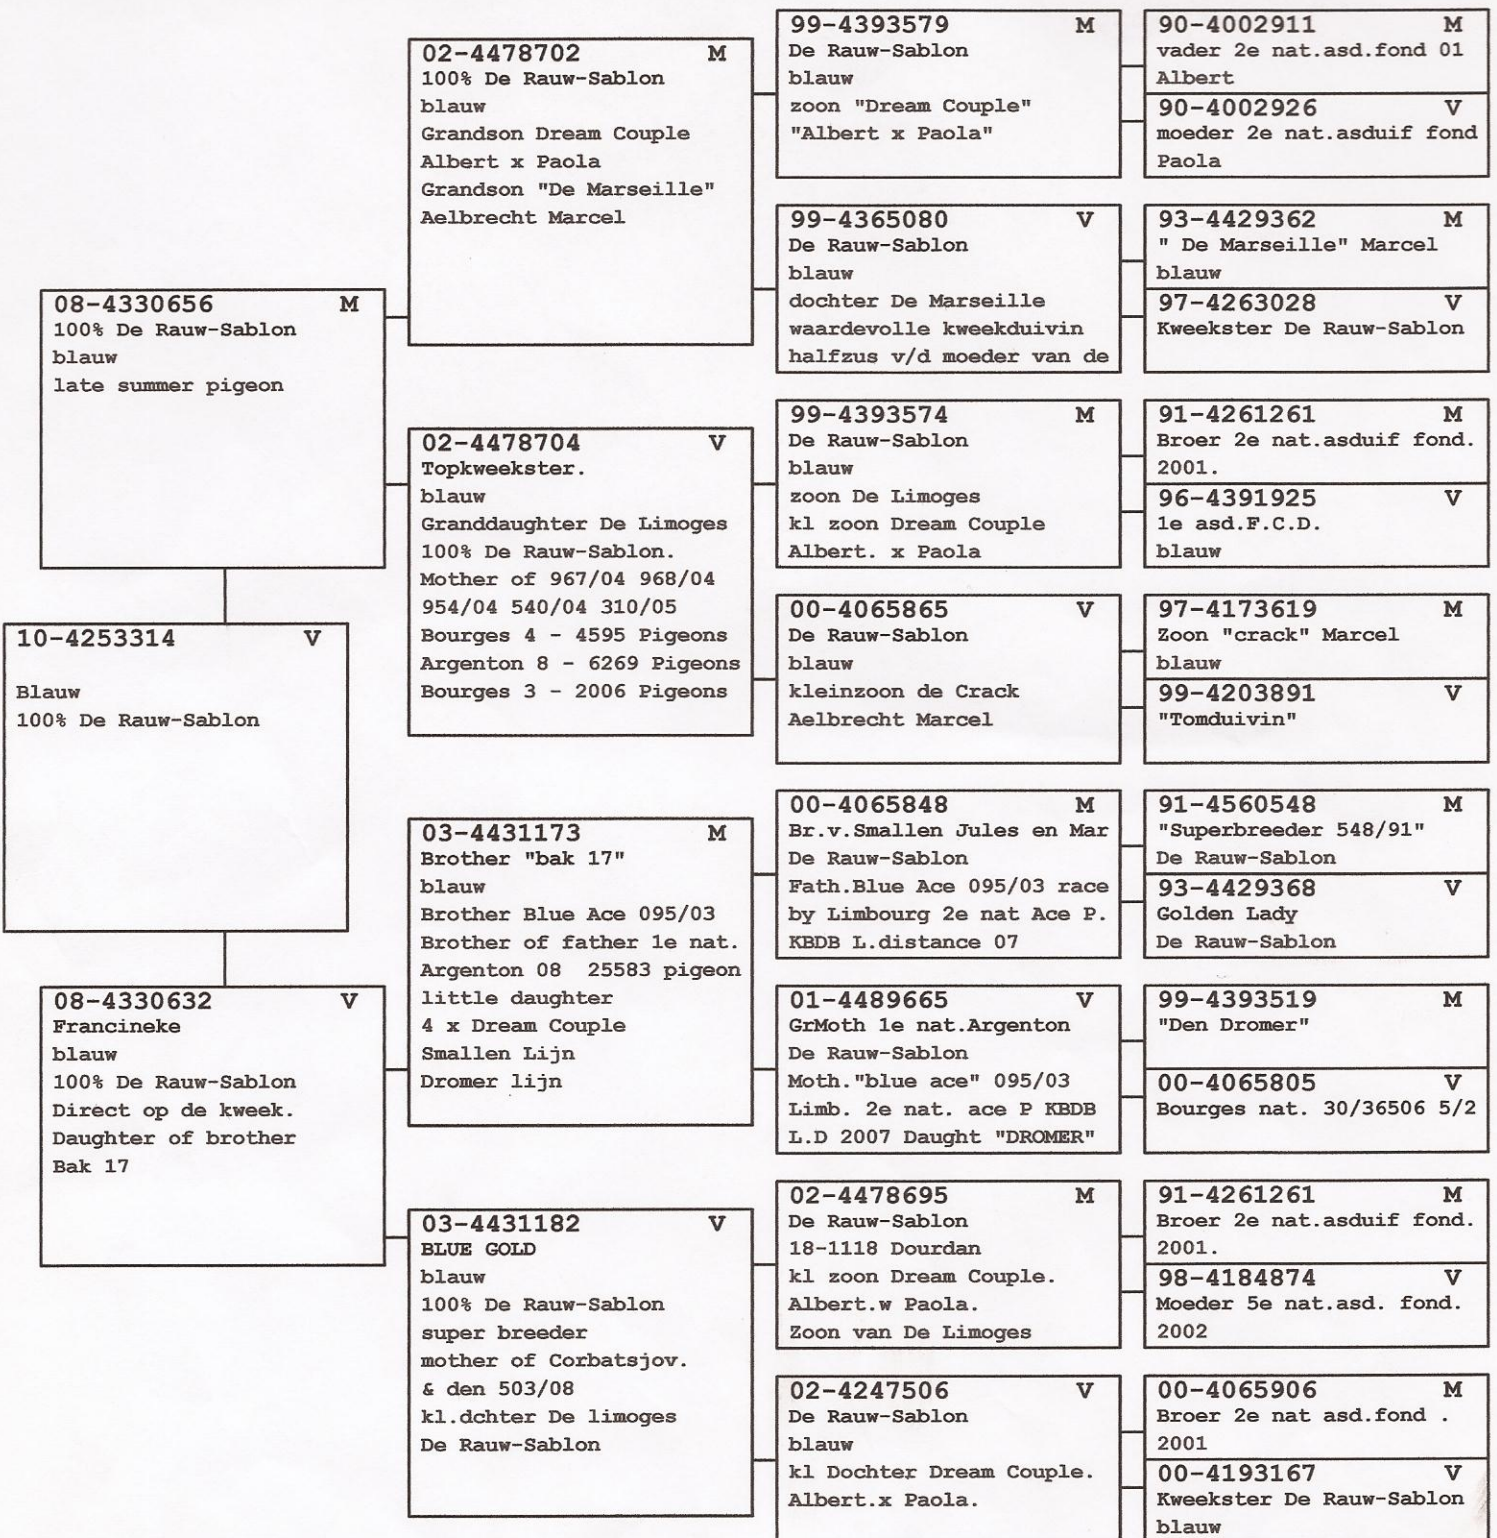 10-4253314 V
Blauw
100% De Rauw-Sablon
08-4330656 M
100% De Rauw-Sablon
blauw
late summer pigeon
08-4330632 V
Francineke
blauw
100% De Rauw-Sablon
Direct op de kweek.
Daughter of brother
Bak 17
02-4478702 M
100% De Rauw-Sablon
blauw
Grandson Dream Couple
Albert x Paola
Grandson "De Marseille"
Aelbrecht Marcel
02-4478704 V
Topkweekster.
blauw
Granddaughter De Limoges
100% De Rauw-Sablon.
Mother of 967/04 968/04
954/04 540/04 310/05
Bourges 4 - 4595 Pigeons
Argenton 8 - 6269 Pigeons
Bourges 3 - 2006 Pigeons
03-4431173 M
Brother "bak 17"
blauw
Brother Blue Ace 095/03
Brother of father 1e nat.
Argenton 08 25583 pigeon
little daughter
4 x Dream Couple
Smallen Lijn
Dromer lijn
03-4431182 V
BLUE GOLD
blauw
100% De Rauw-Sablon
super breeder
mother of Corbatsjov.
& den 503/08
kl.dchter De limoges
De Rauw-Sablon
99-4393579 M
De Rauw-Sablon
blauw
zoon "Dream Couple"
"Albert x Paola"
99-4365080 V
De Rauw-Sablon
blauw
dochter De Marseille
waardevolle kweekduivin
halfzus v/d moeder van de
99-4393574 M
De Rauw-Sablon
blauw
zoon De Limoges
kl zoon Dream Couple
Albert. x Paola
00-4065865 V
De Rauw-Sablon
blauw
kleinzoon de Crack
Aelbrecht Marcel
00-4065848 M
Br.v.Smallen Jules en Mar
De Rauw-Sablon
Fath.Blue Ace 095/03 race
by Limbourg 2e nat Ace P.
KBDB L.distance 07
01-4489665 V
GrMoth 1e nat.Argenton
De Rauw-Sablon
Moth."blue ace" 095/03
Limb. 2e nat. ace P KBDB
L.D 2007 Daught "DROMER"
02-4478695 M
De Rauw-Sablon
18-1118 Dourdan
kl zoon Dream Couple.
Albert.w Paola.
Zoon van De Limoges
02-4247506 V
De Rauw-Sablon
blauw
kl Dochter Dream Couple.
Albert.x Paola.
90-4002911 M
vader 2e nat.asd.fond 01
Albert
90-4002926 V
moeder 2e nat.asduif fond
Paola
93-4429362 M
" De Marseille" Marcel
blauw
97-4263028 V
Kweekster De Rauw-Sablon
91-4261261 M
Broer 2e nat.asduif fond.
2001.
96-4391925 V
1e asd.F.C.D.
blauw
97-4173619 M
Zoon "crack" Marcel
blauw
99-4203891 V
"Tomduivin"
91-4560548 M
"Superbreeder 548/91"
De Rauw-Sablon
93-4429368 V
Golden Lady
De Rauw-Sablon
99-4393519 M
"Den Dromer"
00-4065805 V
Bourges nat. 30/36506 5/2
91-4261261 M
Broer 2e nat.asduif fond.
2001.
98-4184874 V
Moeder 5e nat.asd. fond.
2002
00-4065906 M
Broer 2e nat asd.fond .
2001
00-4193167 V
Kweekster De Rauw-Sablon
blauw